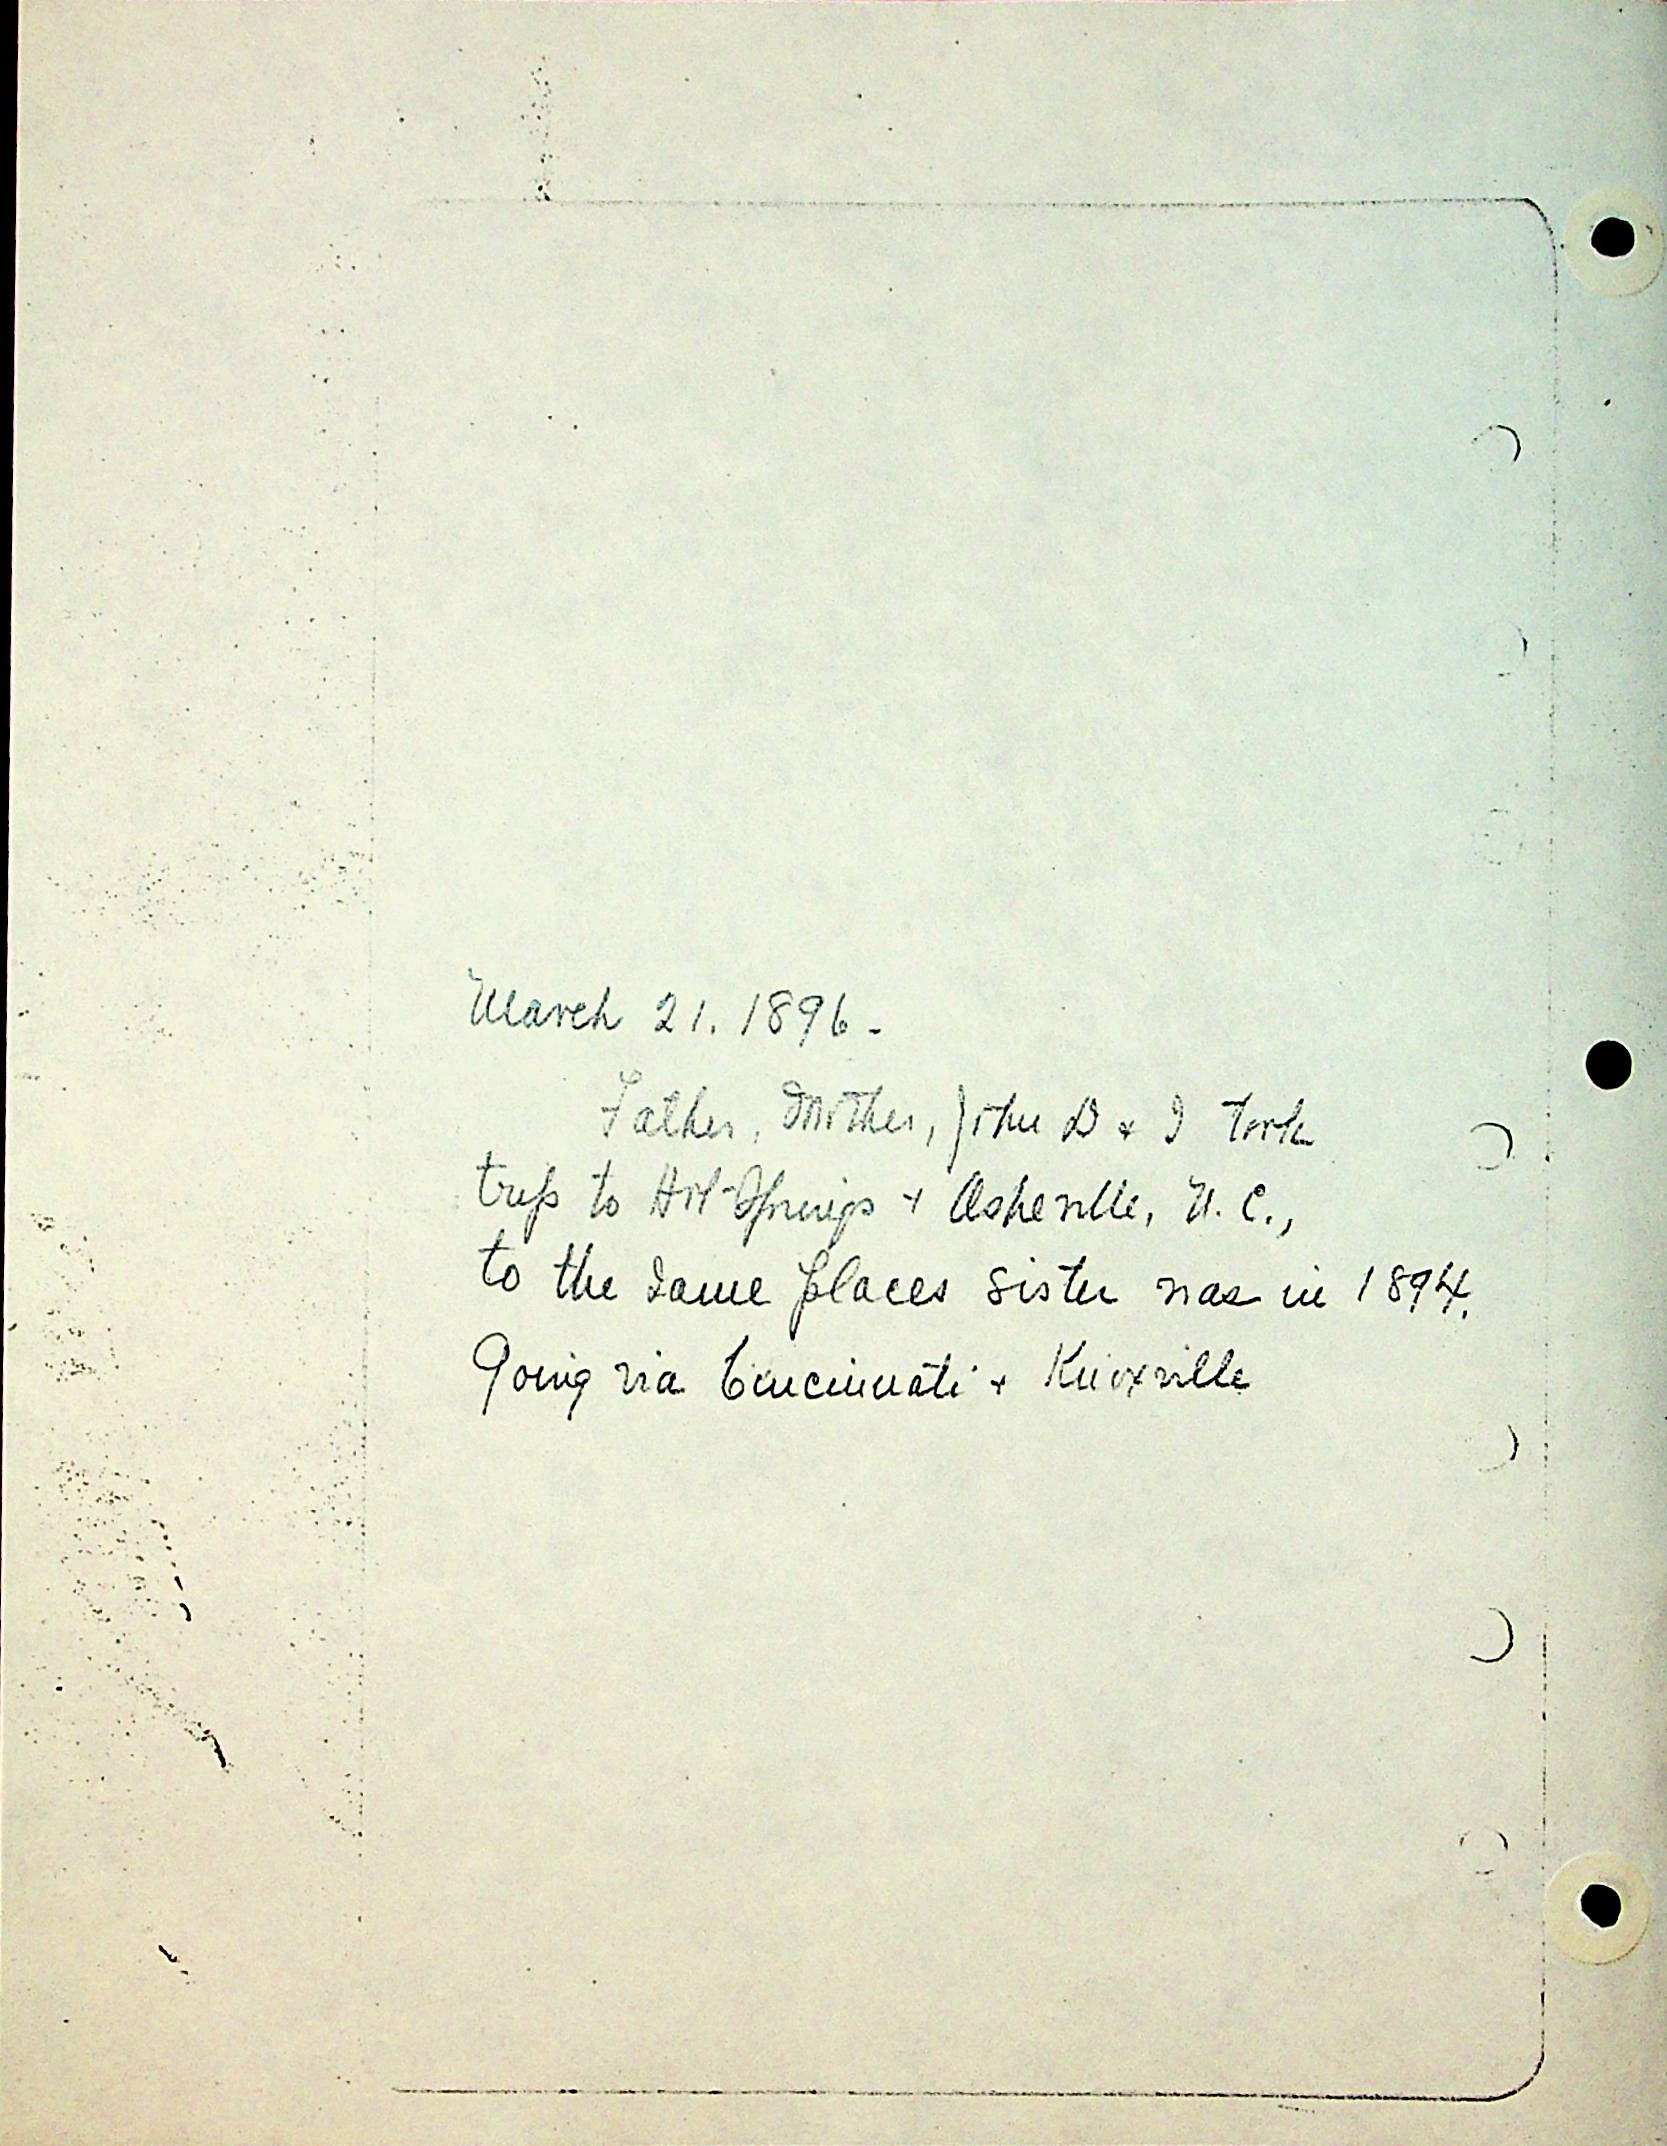 March 21. 1896 -
Father, Mother, John D + I took
trip to Hot Springs + Asheville, N. C.,
to the same places sister was in 1894.
Going via Cincinnati + Knoxville